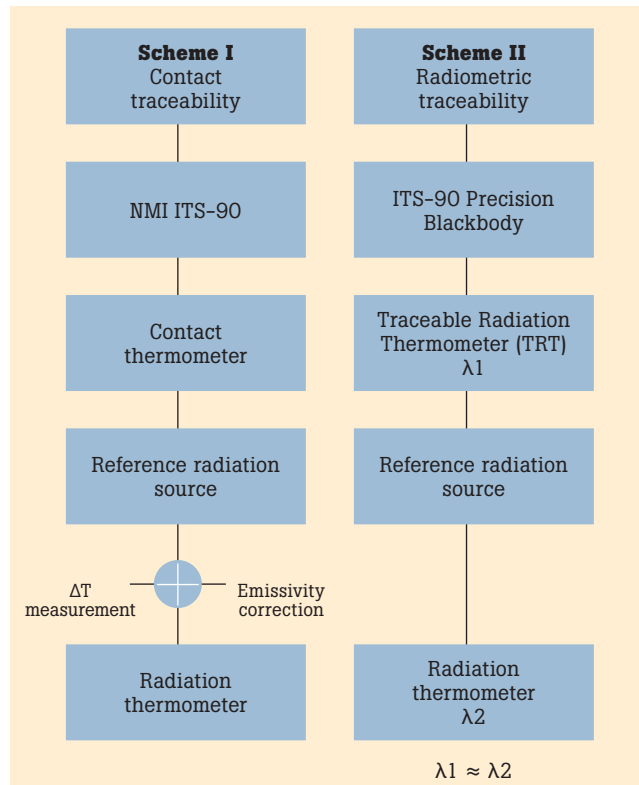 Scheme I
Contact
traceability
NMI ITS-90
Contact
thermometer
Reference radiation
source
ΔT
measurement
Emissivity
correction
Radiation
thermometer
Scheme II
Radiometric
traceability
ITS-90 Precision
Blackbody
Traceable Radiation
Thermometer (TRT)
λ1
Reference radiation
source
Radiation
thermometer
λ2
λ1 ≈ λ2